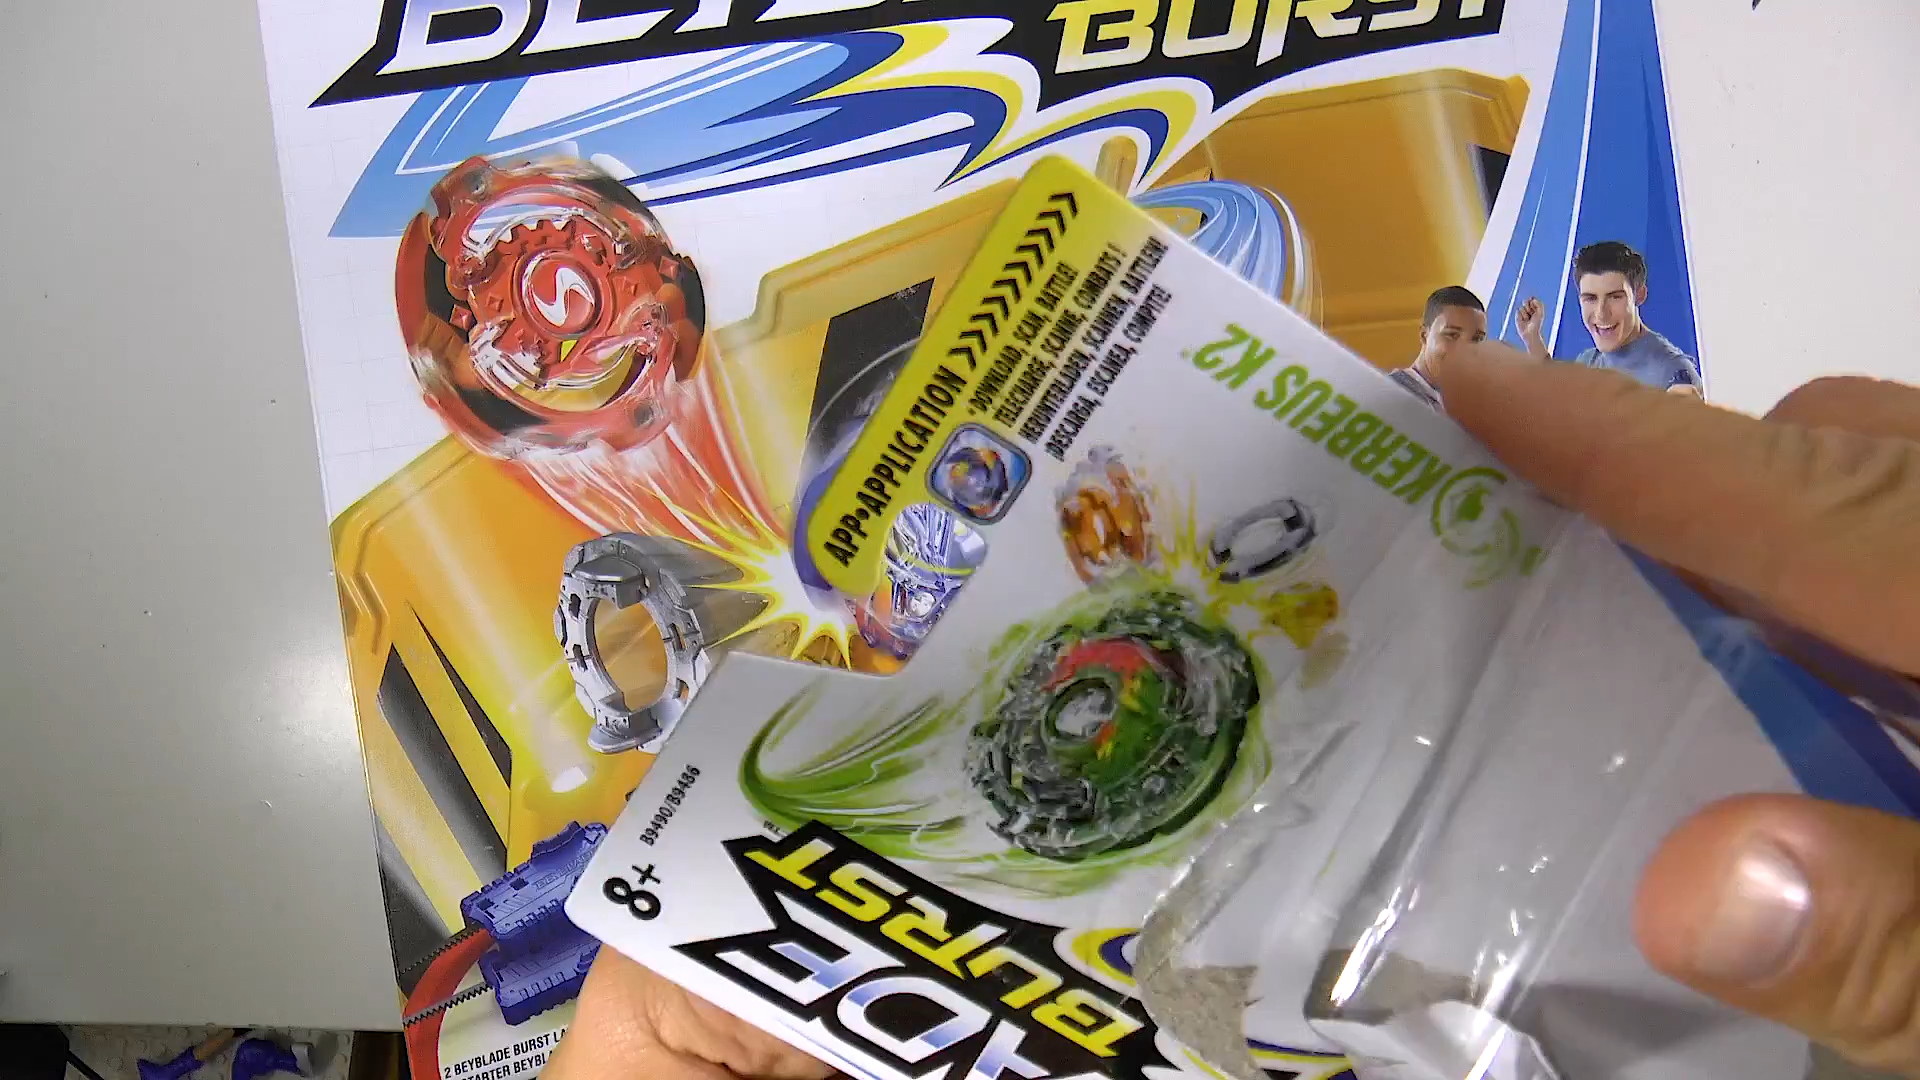 BURST
APP•APPLICATION >>>>>>>>>>
*DOWNLOAD, SCAN, BATTLE!
TÉLÉCHARGE, SCANNE, COMBATS !
HERUNTERLADEN, SCANNEN, BATTLEN!
¡DESCARGA, ESCANEA, COMPITE!
KERBEUS K2
B9490/B9486
8+
BURST
2 BEYBLADE BURST
STARTER